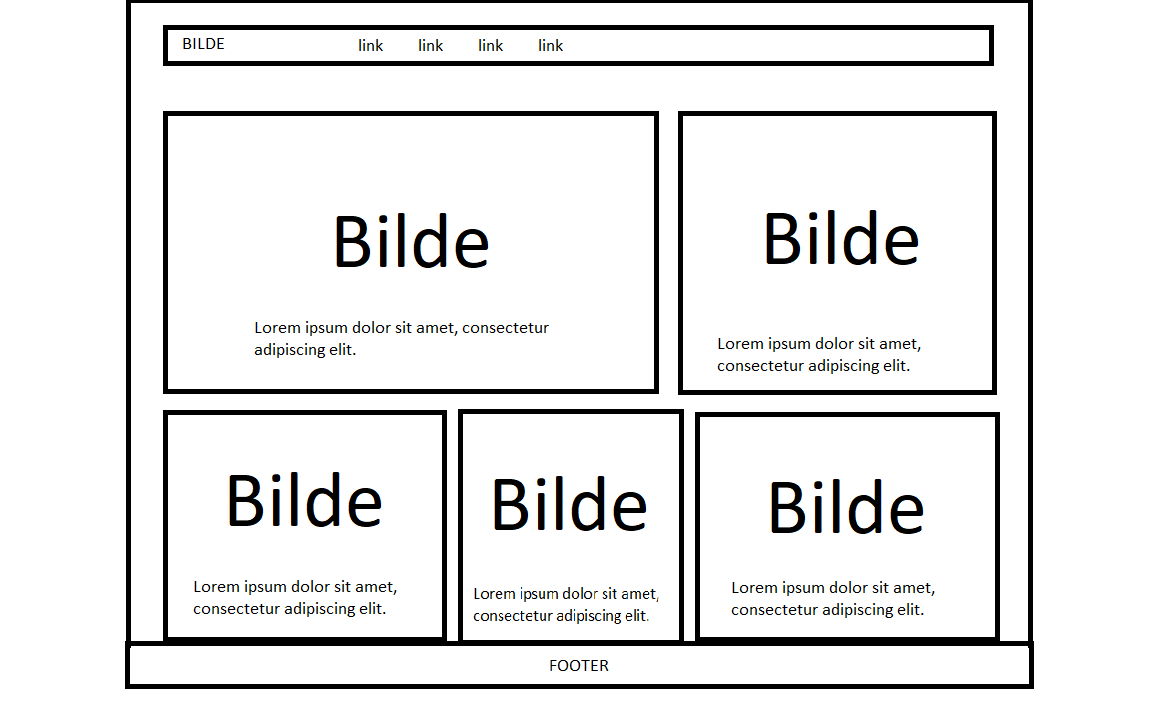 BILDE link link link link
Bilde
Lorem ipsum dolor sit amet, consectetur
adipiscing elit.
Bilde
Lorem ipsum dolor sit amet,
consectetur adipiscing elit.
Bilde
Lorem ipsum dolor sit amet,
consectetur adipiscing elit.
Bilde
Lorem ipsum dolor sit amet,
consectetur adipiscing elit.
Bilde
Lorem ipsum dolor sit amet,
consectetur adipiscing elit.
FOOTER